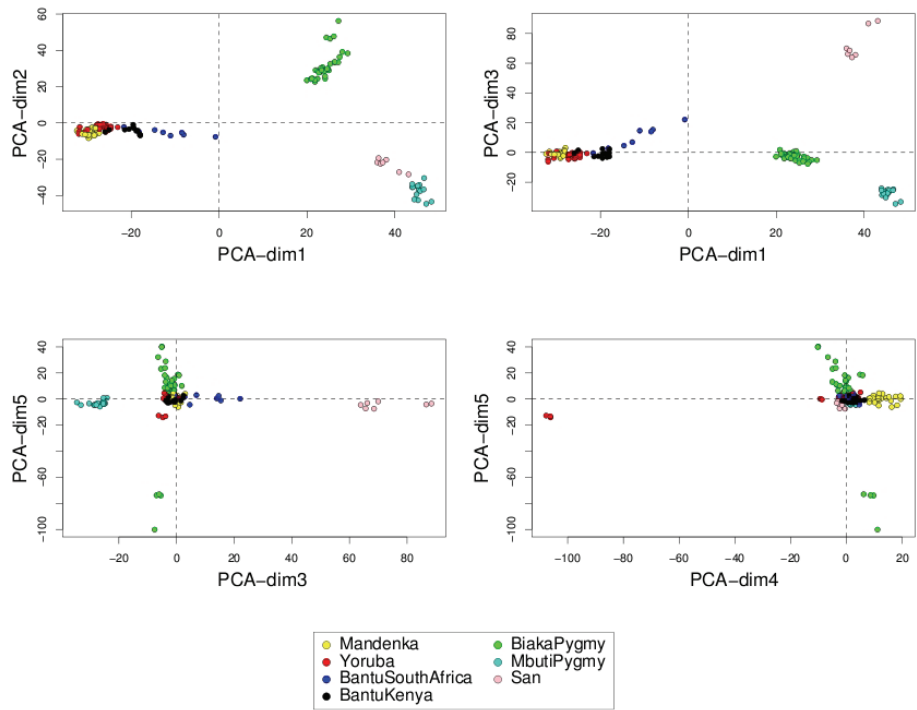 PCA−dim2
60
40
20
0
−20
−40
−20 0 20 40
PCA−dim1
PCA−dim3
80
60
40
20
0
−20
−20 0 20 40
PCA−dim1
PCA−dim5
40
20
0
−20
−60
−100
−20 0 20 40 60 80
PCA−dim3
PCA−dim5
40
20
0
−20
−60
−100
−100 −80 −60 −40 −20 0 20
PCA−dim4
Mandenka
Yoruba
BantuSouthAfrica
BantuKenya
BiakaPygmy
MbutiPygmy
San